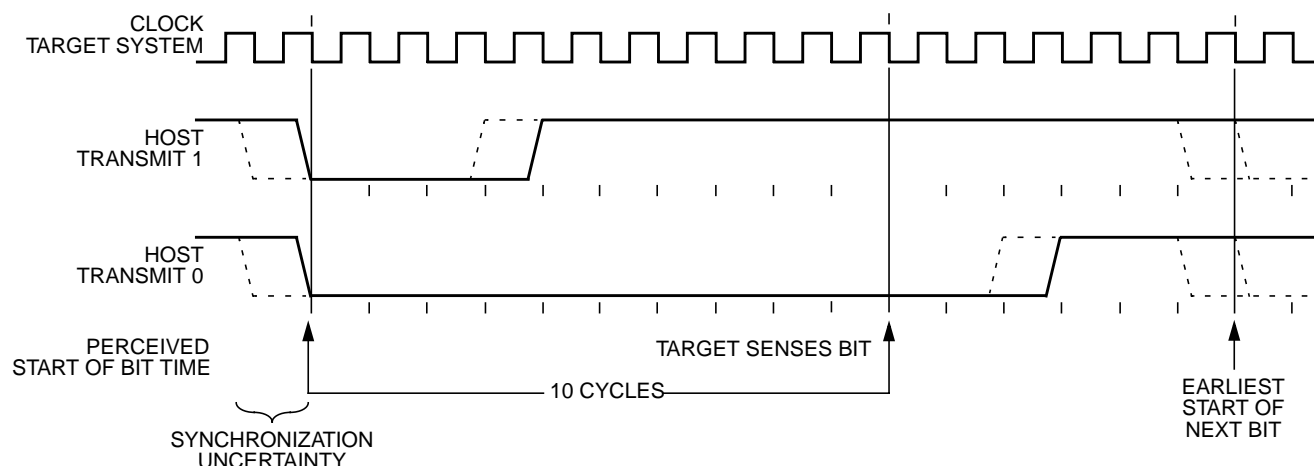 CLOCK
TARGET SYSTEM
HOST
TRANSMIT 1
HOST
TRANSMIT 0
PERCEIVED
START OF BIT TIME
TARGET SENSES BIT
10 CYCLES
EARLIEST
START OF
NEXT BIT
SYNCHRONIZATION
UNCERTAINTY